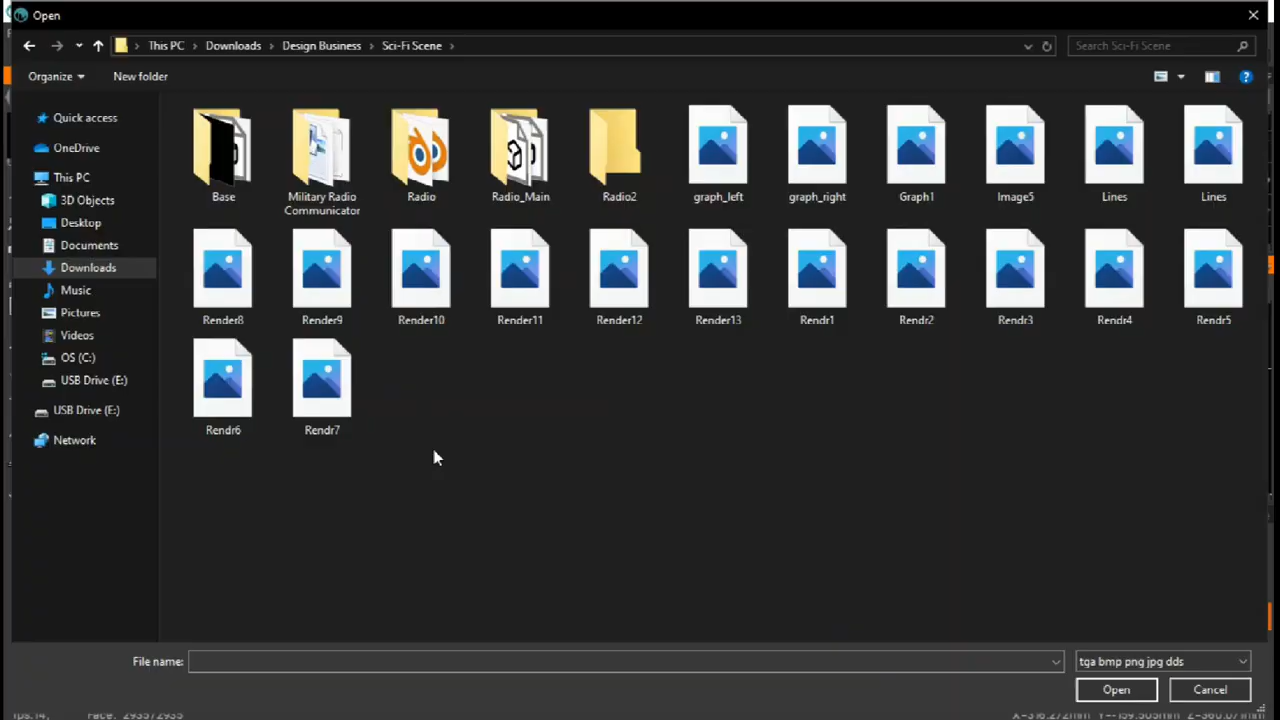 Open
This PC
Downloads
Design Business
Sci-Fi Scene
Search Sci-Fi Scene
Organize
New folder
Quick access
OneDrive
This PC
3D Objects
Desktop
Documents
Downloads
Music
Pictures
Videos
OS (C:)
USB Drive (E:)
USB Drive (E:)
Network
Base
Military Radio
Communicator
Radio
Radio_Main
Radio2
graph_left
graph_right
Graph1
Image5
Lines
Lines
Render8
Render9
Render10
Render11
Render12
Render13
Rendr1
Rendr2
Rendr3
Rendr4
Rendr5
Rendr6
Rendr7
File name:
tga bmp png jpg dds
Open
Cancel